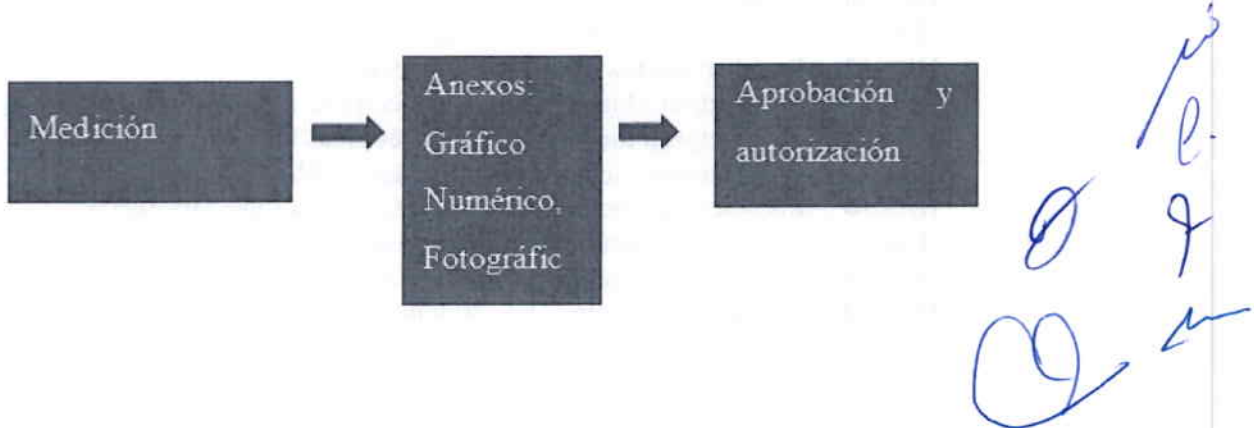 Medición
Anexos:
Gráfico
Numérico,
Fotográfic
Aprobación y
autorización